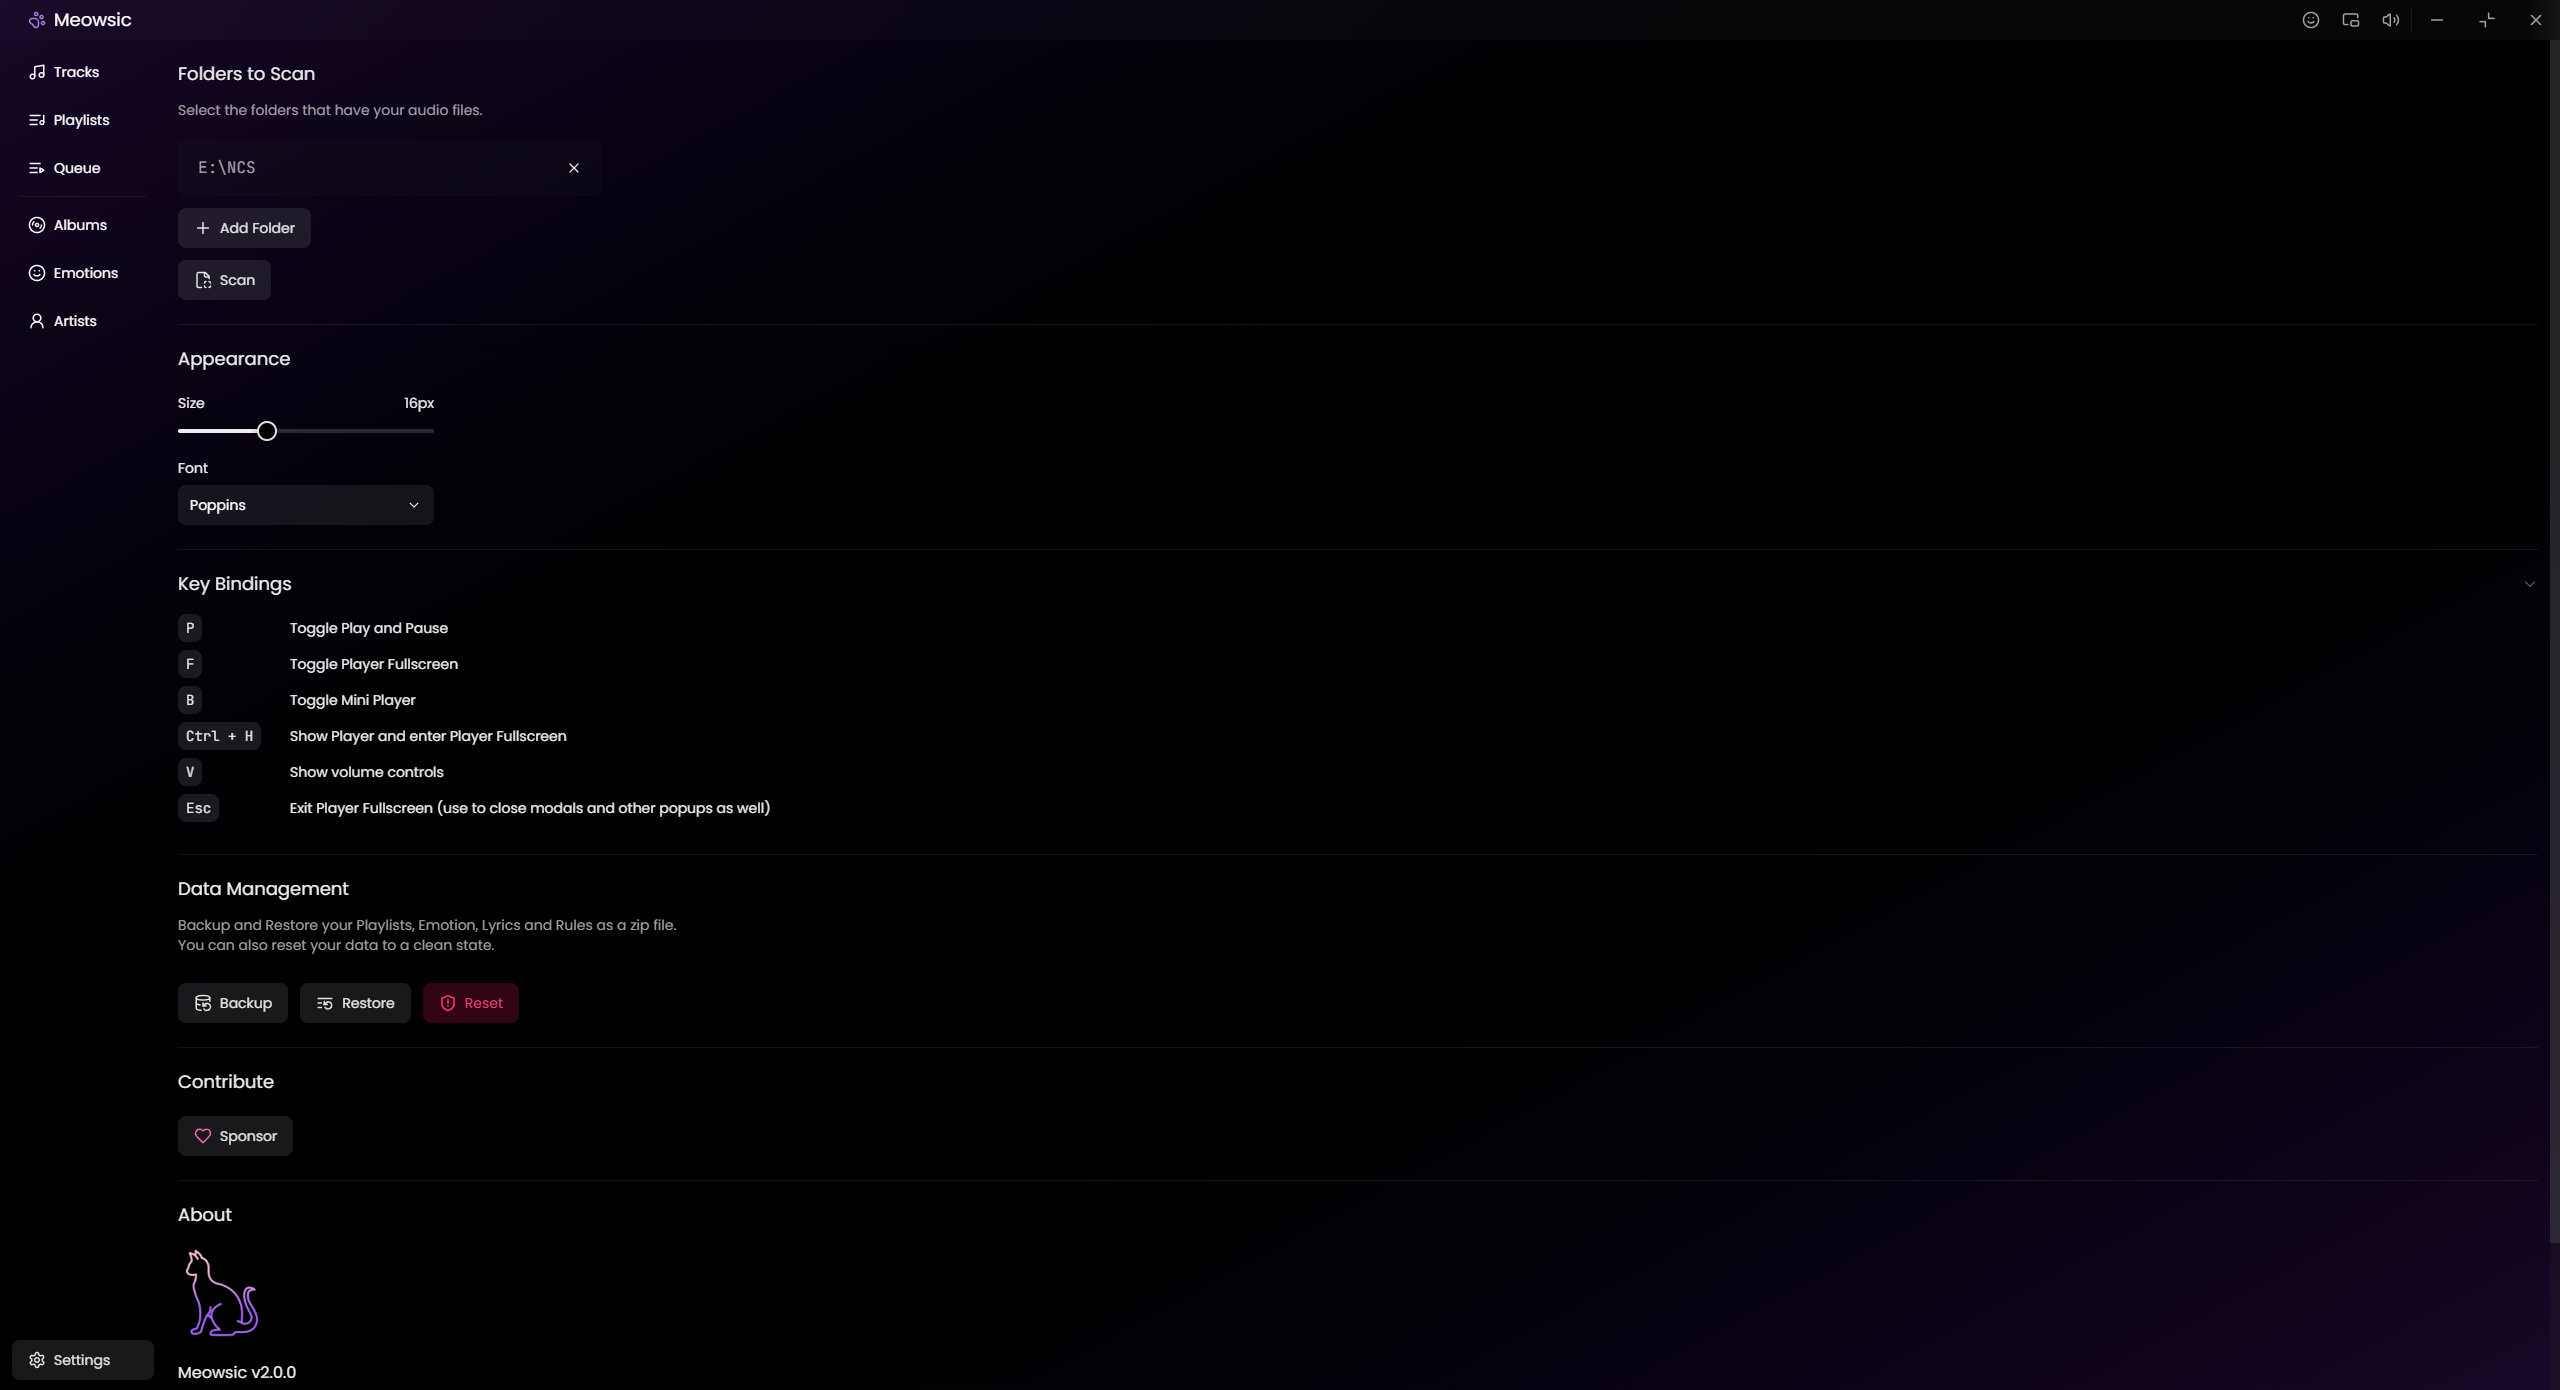 Meowsic
Tracks
Playlists
Queue
Albums
Emotions
Artists
Settings
Folders to Scan
Select the folders that have your audio files.
E:\NCS
Add Folder
Scan
Appearance
Size 16px
Font
Poppins
Key Bindings
P Toggle Play and Pause
F Toggle Player Fullscreen
B Toggle Mini Player
Ctrl + H Show Player and enter Player Fullscreen
V Show volume controls
Esc Exit Player Fullscreen (use to close modals and other popups as well)
Data Management
Backup and Restore your Playlists, Emotion, Lyrics and Rules as a zip file.
You can also reset your data to a clean state.
Backup Restore Reset
Contribute
Sponsor
About
Meowsic v2.0.0